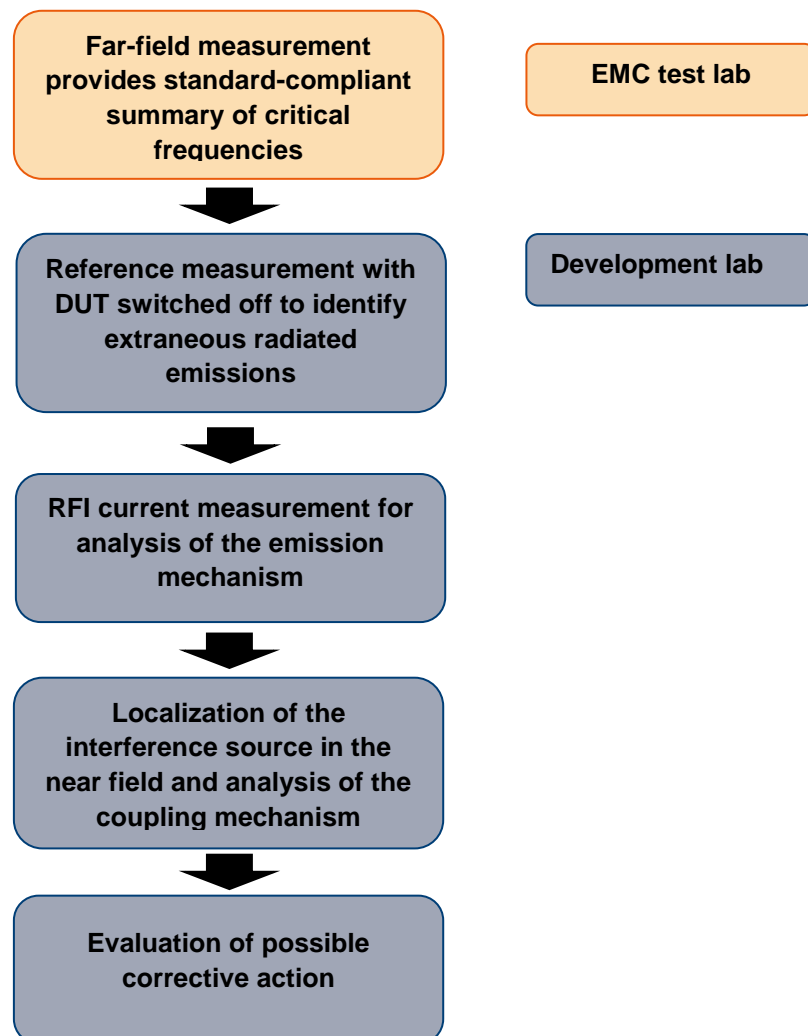 Far-field measurement
provides standard-compliant
summary of critical
frequencies
EMC test lab
Reference measurement with
DUT switched off to identify
extraneous radiated
emissions
Development lab
RFI current measurement for
analysis of the emission
mechanism
Localization of the
interference source in the
near field and analysis of the
coupling mechanism
Evaluation of possible
corrective action